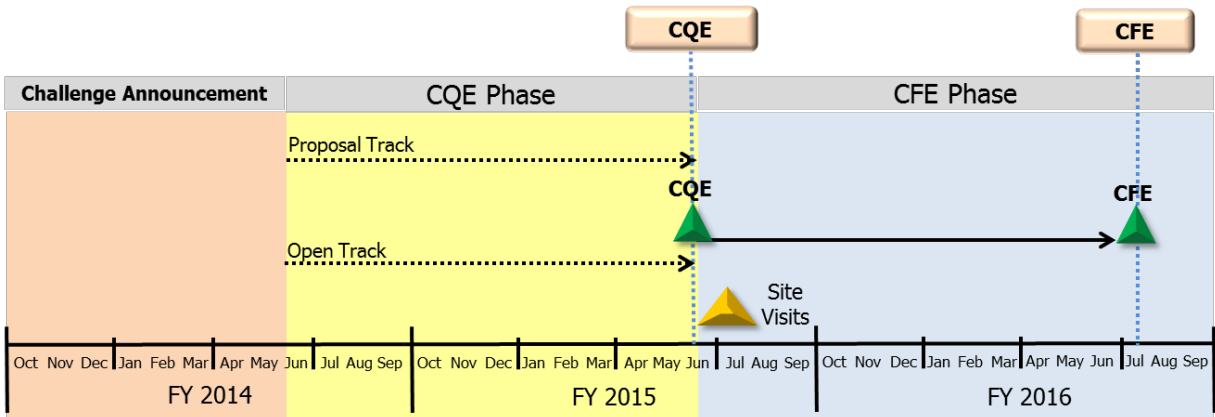 CQE
CFE
Challenge Announcement
CQE Phase
CFE Phase
Proposal Track
CQE
CFE
Open Track
Site
Visits
Oct Nov Dec Jan Feb Mar Apr May Jun Jul Aug Sep Oct Nov Dec Jan Feb Mar Apr May Jun Jul Aug Sep Oct Nov Dec Jan Feb Mar Apr May Jun Jul Aug Sep
FY 2014
FY 2015
FY 2016